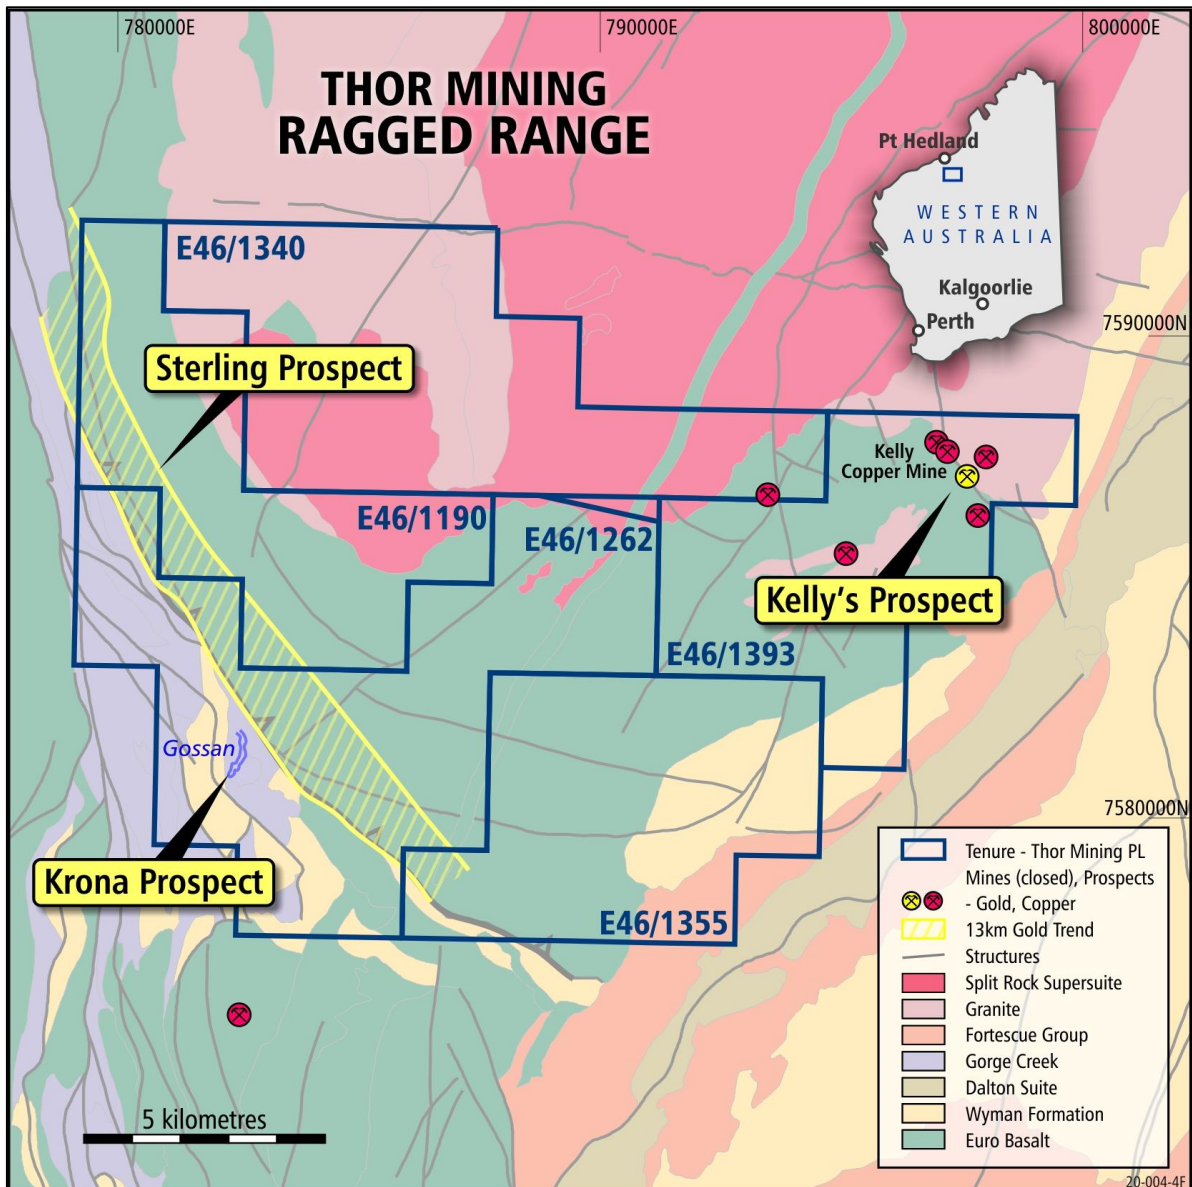 780000E
790000E
800000E
THOR MINING
RAGGED RANGE
Pt Hedland
WESTERN
AUSTRALIA
Kalgoorlie
Perth
E46/1340
7590000N
Sterling Prospect
Kelly
Copper Mine
E46/1190
E46/1262
Kelly's Prospect
E46/1393
Gossan
7580000N
Krona Prospect
E46/1355
Tenure - Thor Mining PL
Mines (closed), Prospects
- Gold, Copper
13km Gold Trend
Structures
Split Rock Supersuite
Granite
Fortescue Group
Gorge Creek
Dalton Suite
Wyman Formation
Euro Basalt
5 kilometres
20-004-4F